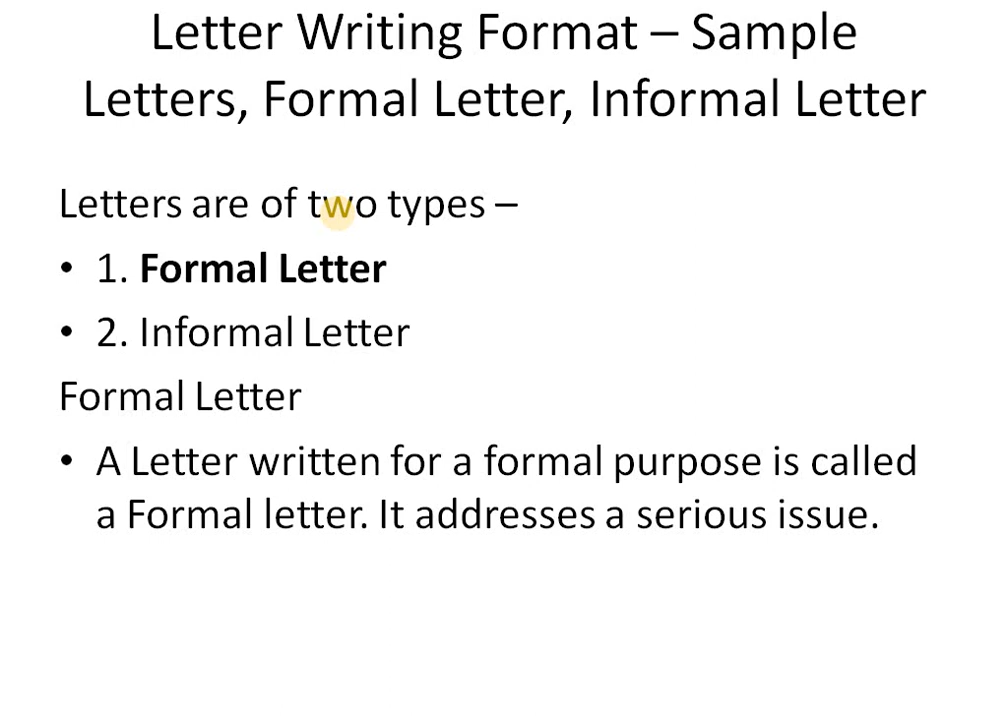 Letter Writing Format – Sample
Letters, Formal Letter, Informal Letter
Letters are of two types –
• 1. Formal Letter
• 2. Informal Letter
Formal Letter
• A Letter written for a formal purpose is called
a Formal letter. It addresses a serious issue.